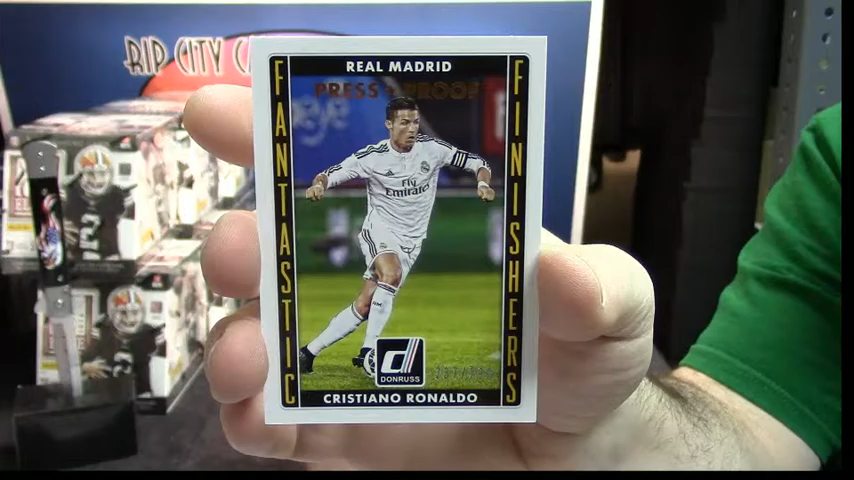 RIP CITY C
REAL MADRID
PRESS PROOF
FANTASTIC
FINISHERS
Fly
Emirates
DONRUSS
CRISTIANO RONALDO